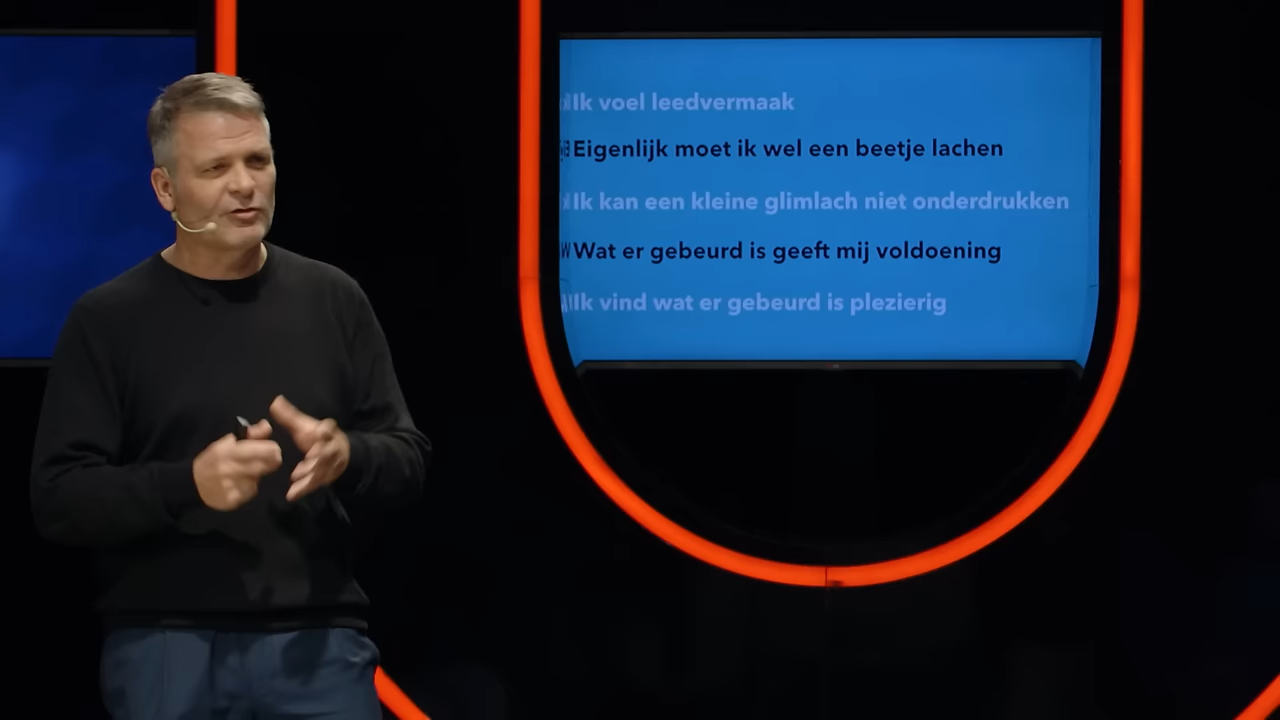 Ik voel leedvermaak
Eigenlijk moet ik wel een beetje lachen
Ik kan een kleine glimlach niet onderdrukken
Wat er gebeurd is geeft mij voldoening
Ik vind wat er gebeurd is plezierig